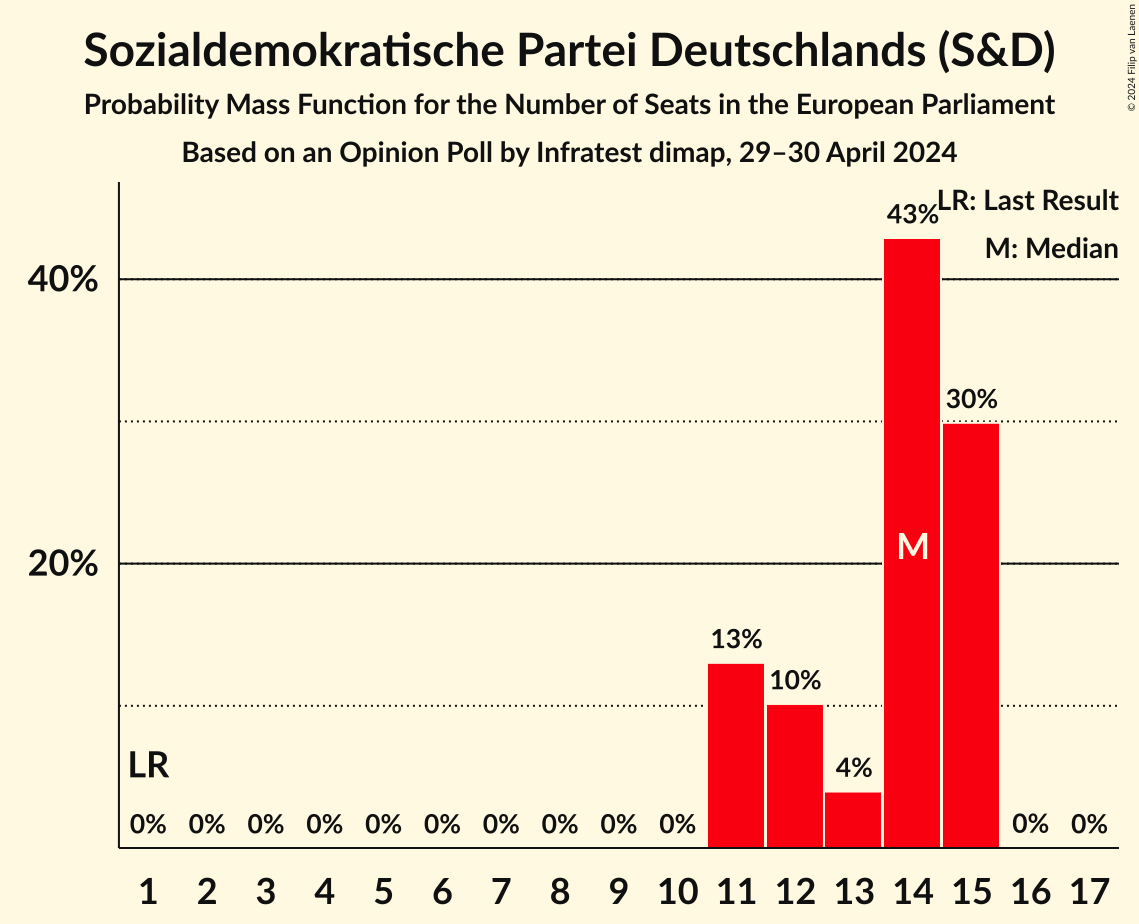 Sozialdemokratische Partei Deutschlands (S&D)
Probability Mass Function for the Number of Seats in the European Parliament
Based on an Opinion Poll by Infratest dimap, 29–30 April 2024
© 2024 Filip van Laenen
LR: Last Result
M: Median
40%
20%
43%
30%
13%
10%
4%
M
LR
0% 0% 0% 0% 0% 0% 0% 0% 0% 0% 0% 0%
1 2 3 4 5 6 7 8 9 10 11 12 13 14 15 16 17